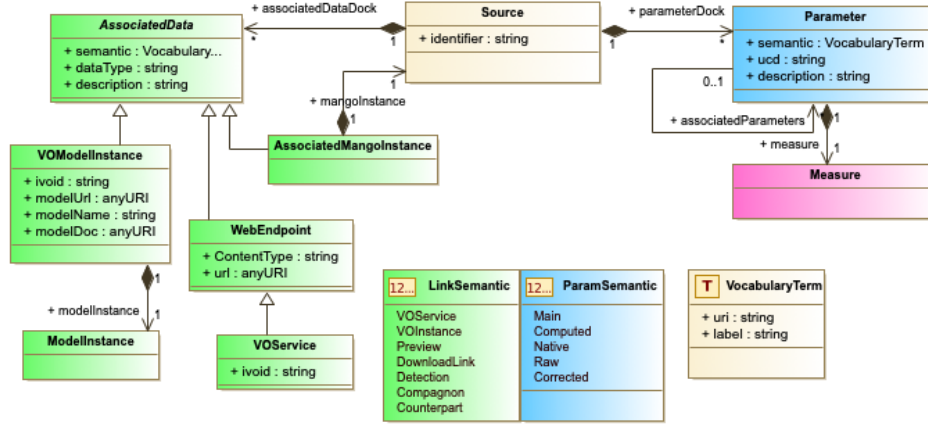 AssociatedData
+ semantic : Vocabulary...
+ dataType : string
+ description : string
+ associatedDataDock
*
1
Source
+ identifier : string
1
+ parameterDock
*
Parameter
+ semantic : VocabularyTerm
+ ucd : string
+ description : string
0..1
+ associatedParameters
1
+ measure
1
Measure
1
+ mangoInstance
1
AssociatedMangoInstance
VOModelInstance
+ ivoid : string
+ modelUrl : anyURI
+ modelName : string
+ modelDoc : anyURI
1
+ modelInstance
1
ModelInstance
WebEndpoint
+ ContentType : string
+ url : anyURI
VOService
+ ivoid : string
12... LinkSemantic
VOService
VOInstance
Preview
DownloadLink
Detection
Compagnon
Counterpart
12... ParamSemantic
Main
Computed
Native
Raw
Corrected
T VocabularyTerm
+ uri : string
+ label : string